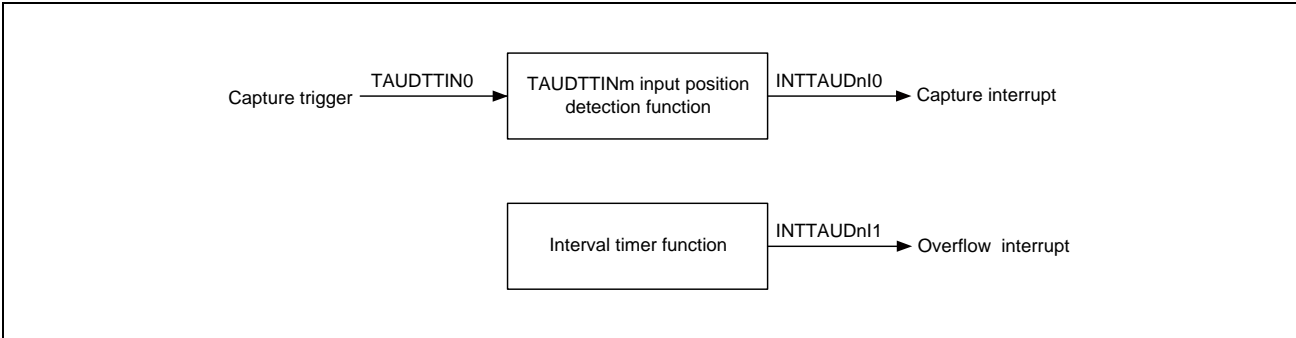 Capture trigger
TAUDTTIN0
TAUDTTINm input position
detection function
INTTAUDnI0
Capture interrupt
Interval timer function
INTTAUDnI1
Overflow interrupt